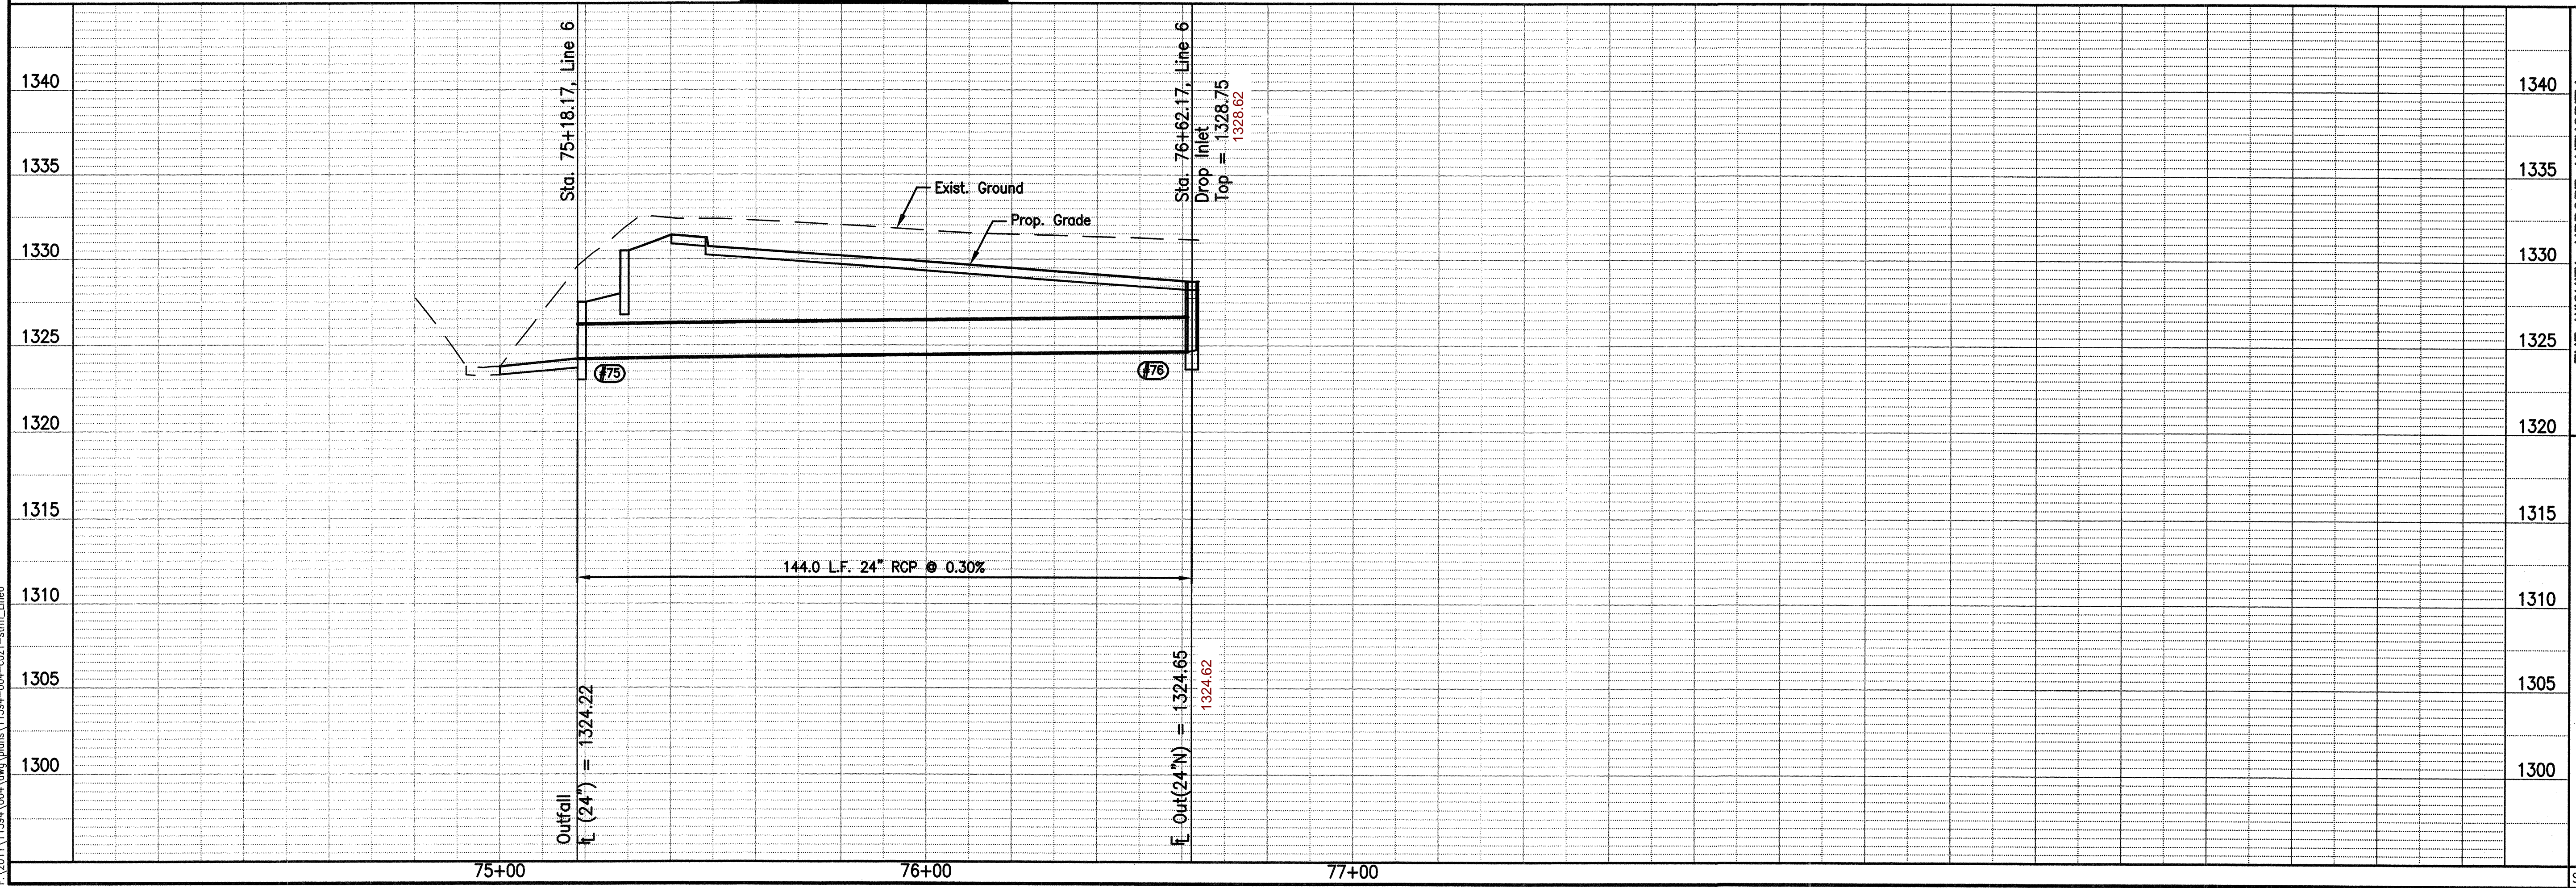 Sta. 75+18.17, Line 6
Sta. 76+62.17, Line 6
Drop Inlet
Top = 1328.75
1328.62
1340
1335
1330
1325
1320
1315
1310
1305
1300
Exist. Ground
Prop. Grade
#75
#76
144.0 L.F. 24" RCP @ 0.30%
Outfall
FL (24") = 1324.22
FL Out(24"N) = 1324.65
1324.62
1340
1335
1330
1325
1320
1315
1310
1305
1300
75+00
76+00
77+00